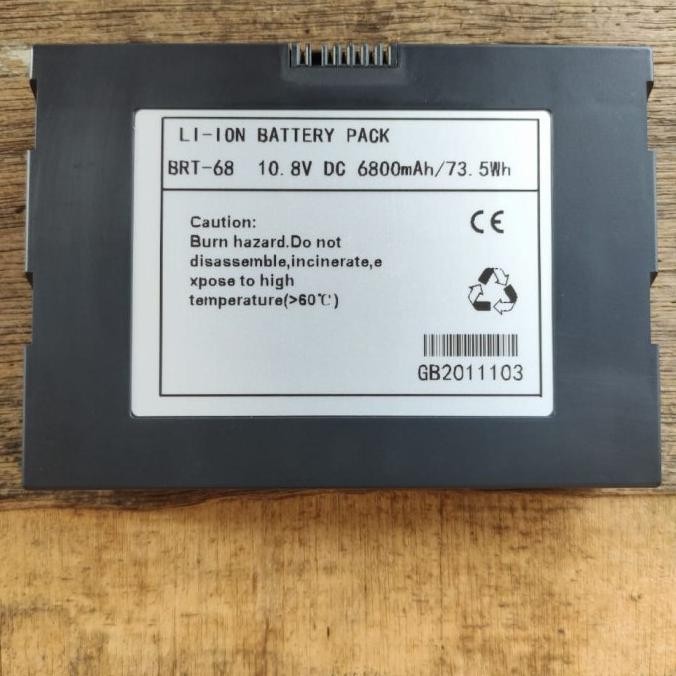 LI-ION BATTERY PACK
BRT-68 10.8V DC 6800mAh/73.5Wh
Caution:
Burn hazard.Do not
disassemble,incinerate,e
xpose to high
temperature(>60℃)
CE
GB2011103